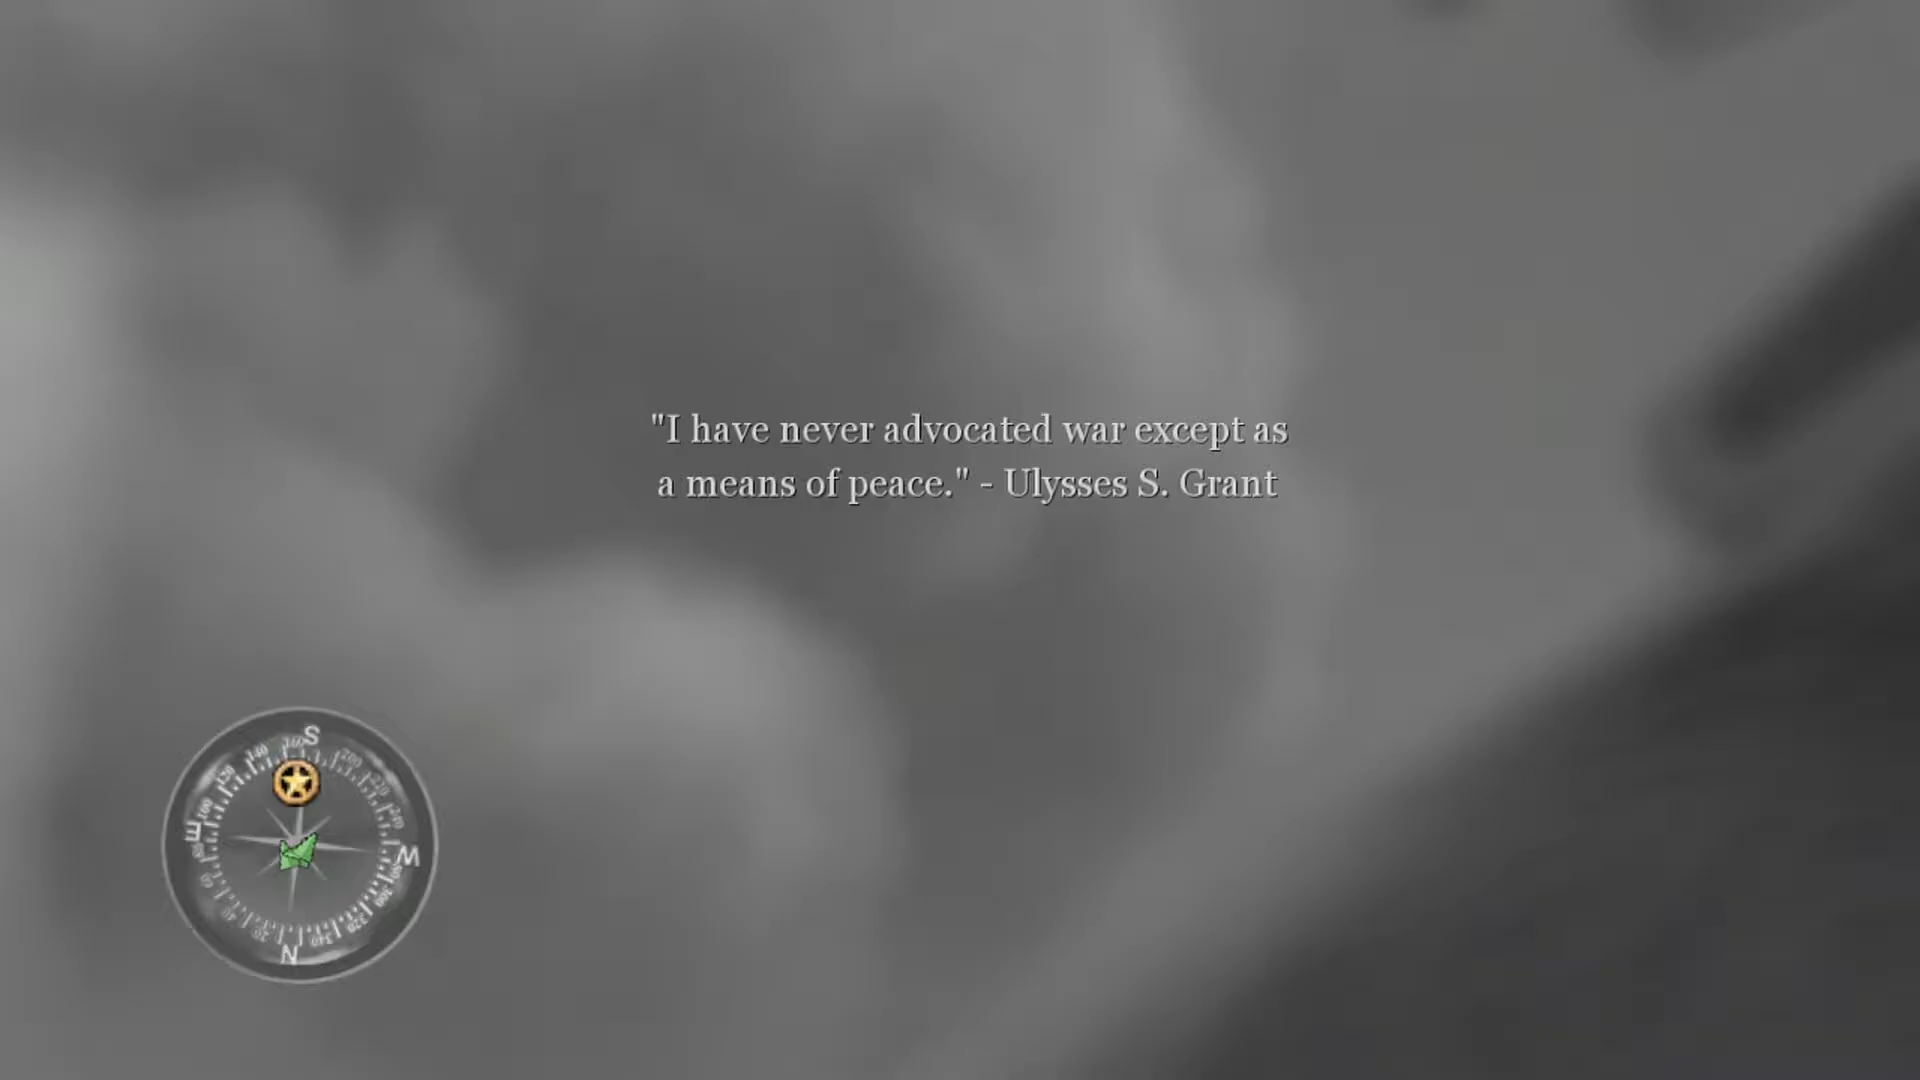 "I have never advocated war except as
a means of peace." - Ulysses S. Grant
S
E
W
N